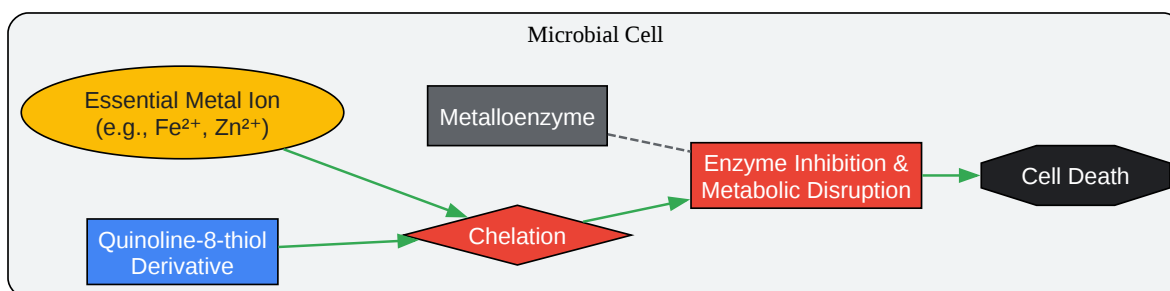 Microbial Cell
Essential Metal Ion
(e.g., Fe²⁺, Zn²⁺)
Metalloenzyme
Enzyme Inhibition &
Metabolic Disruption
Cell Death
Quinoline-8-thiol
Derivative
Chelation